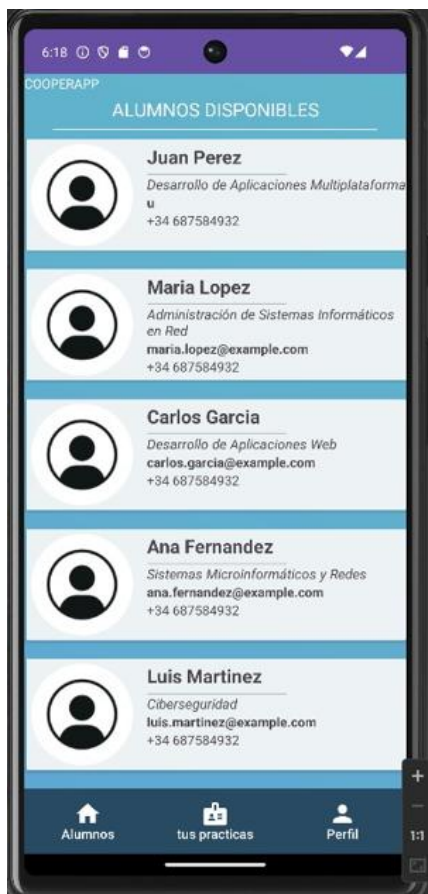 6:18
COOPERAPP
ALUMNOS DISPONIBLES
Juan Perez
Desarrollo de Aplicaciones Multiplataforma
u
+34 687584932
Maria Lopez
Administración de Sistemas Informáticos
en Red
maria.lopez@example.com
+34 687584932
Carlos Garcia
Desarrollo de Aplicaciones Web
carlos.garcia@example.com
+34 687584932
Ana Fernandez
Sistemas Microinformáticos y Redes
ana.fernandez@example.com
+34 687584932
Luis Martinez
Ciberseguridad
luis.martinez@example.com
+34 687584932
Alumnos tus practicas Perfil
1:1